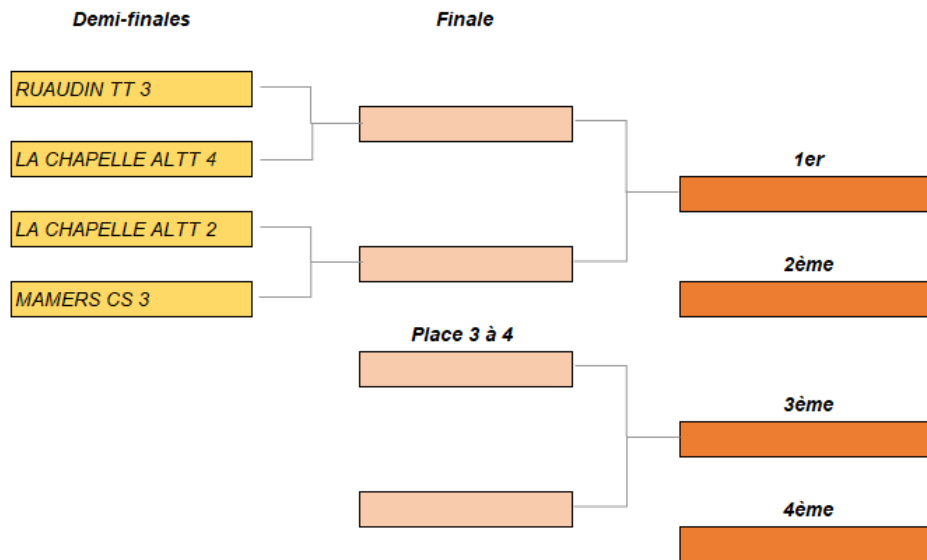 Demi-finales
Finale
RUAUDIN TT 3
LA CHAPELLE ALTT 4
1er
LA CHAPELLE ALTT 2
2ème
MAMERS CS 3
Place 3 à 4
3ème
4ème